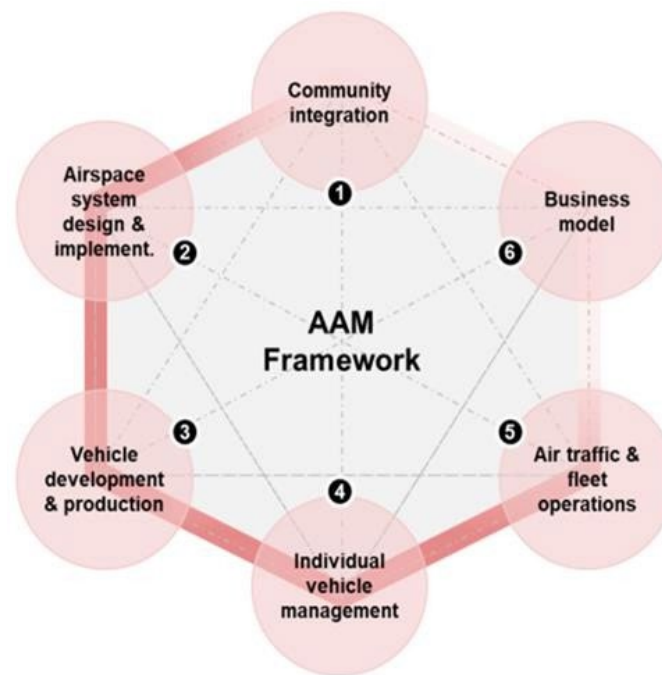 Community
integration
1
Airspace
system
design &
implement.
2
Business
model
6
AAM
Framework
3
Vehicle
development
& production
5
Air traffic &
fleet
operations
4
Individual
vehicle
management